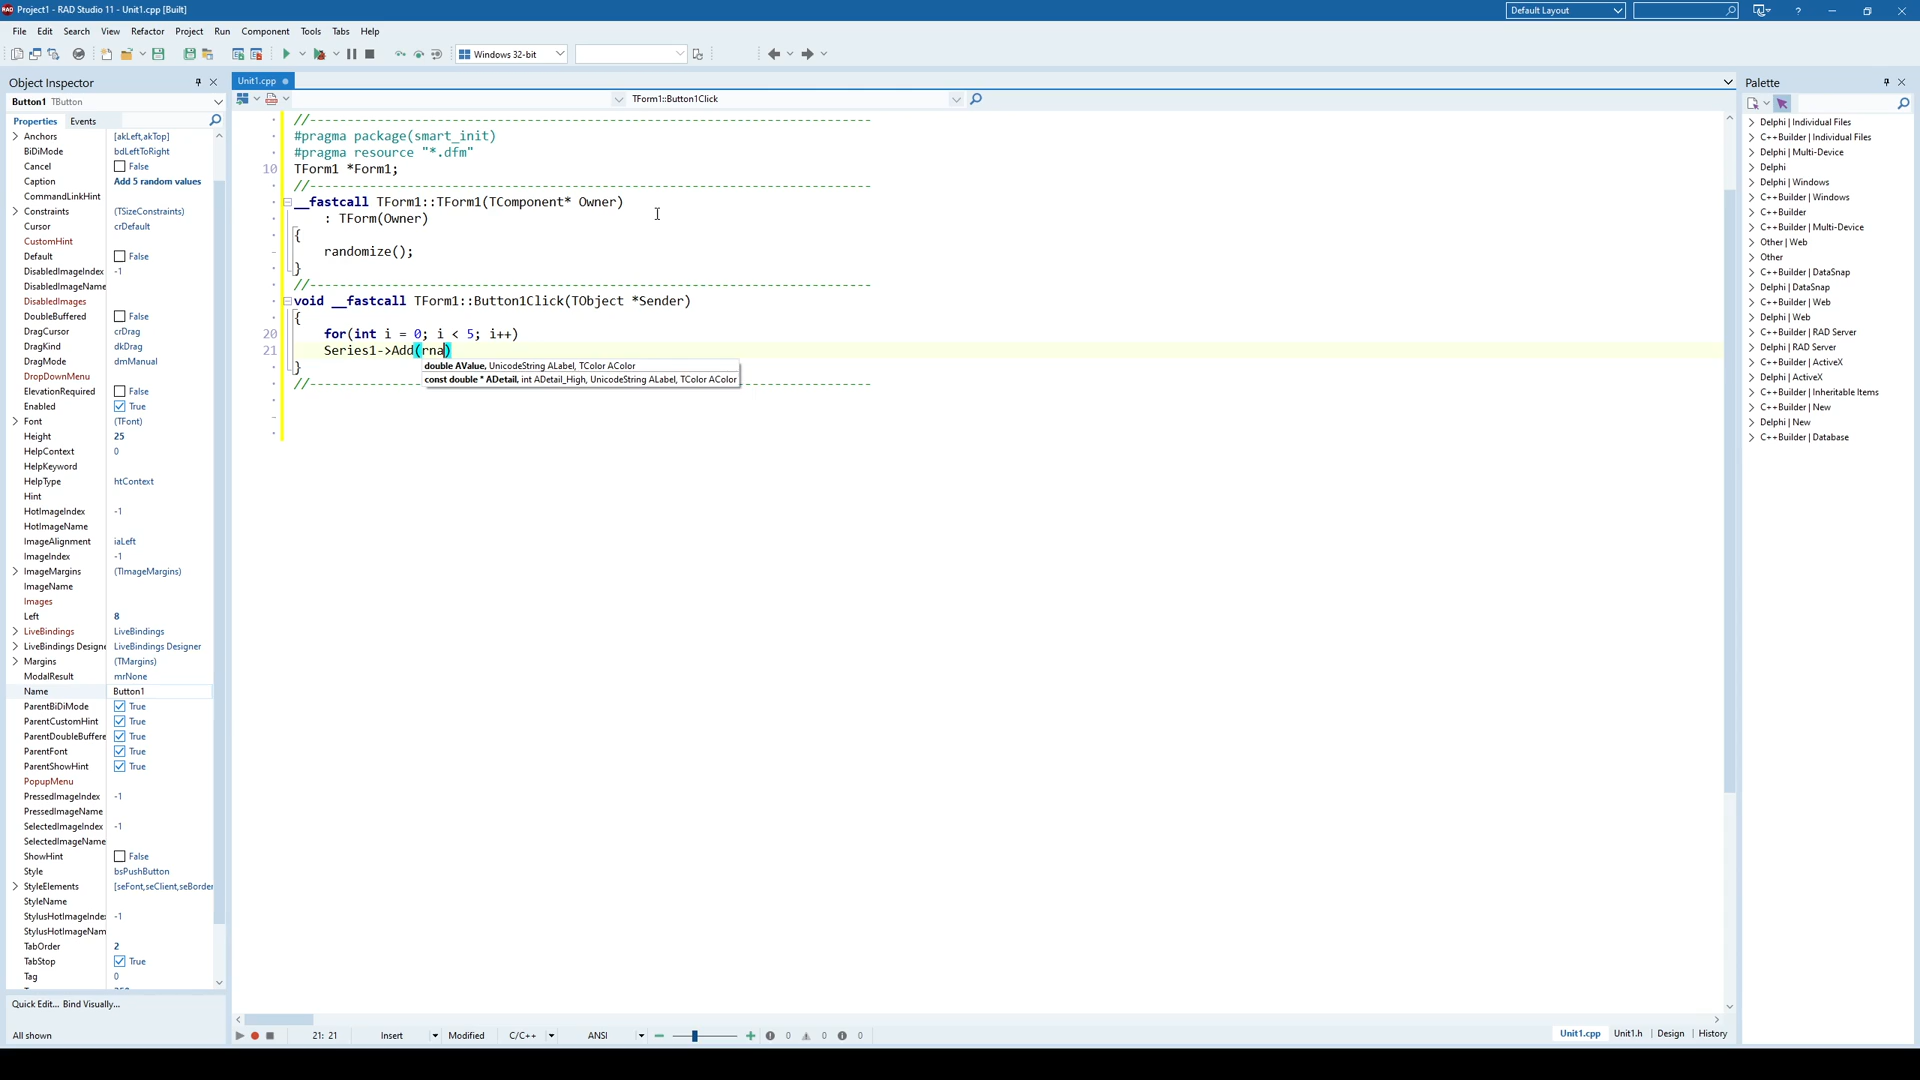 Project1 - RAD Studio 11 - Unit1.cpp [Built]
Default Layout
?
File Edit Search View Refactor Project Run Component Tools Tabs Help
Windows 32-bit
Object Inspector
Button1 TButton
Properties Events
Anchors [akLeft,akTop]
BiDiMode bdLeftToRight
Cancel False
Caption Add 5 random values
CommandLinkHint
Constraints (TSizeConstraints)
Cursor crDefault
CustomHint
Default False
DisabledImageIndex -1
DisabledImageName
DisabledImages
DoubleBuffered False
DragCursor crDrag
DragKind dkDrag
DragMode dmManual
DropDownMenu
ElevationRequired False
Enabled True
Font (TFont)
Height 25
HelpContext 0
HelpKeyword
HelpType htContext
Hint
HotImageIndex -1
HotImageName
ImageAlignment iaLeft
ImageIndex -1
ImageMargins (TImageMargins)
ImageName
Images
Left 8
LiveBindings LiveBindings
LiveBindings Designe LiveBindings Designer
Margins (TMargins)
ModalResult mrNone
Name Button1
ParentBiDiMode True
ParentCustomHint True
ParentDoubleBuffere True
ParentFont True
ParentShowHint True
PopupMenu
PressedImageIndex -1
PressedImageName
SelectedImageIndex -1
SelectedImageName
ShowHint False
Style bsPushButton
StyleElements [seFont,seClient,seBorder
StyleName
StylusHotImageInde -1
StylusHotImageNam
TabOrder 2
TabStop True
Tag 0
Quick Edit... Bind Visually...
All shown
Unit1.cpp
TForm1::Button1Click
//---------------------------------------------------------------------------
#pragma package(smart_init)
#pragma resource "*.dfm"
10 TForm1 *Form1;
//---------------------------------------------------------------------------
__fastcall TForm1::TForm1(TComponent* Owner)
: TForm(Owner)
{
randomize();
}
//---------------------------------------------------------------------------
void __fastcall TForm1::Button1Click(TObject *Sender)
{
20 for(int i = 0; i < 5; i++)
21 Series1->Add(rna)
double AValue, UnicodeString ALabel, TColor AColor
}
const double * ADetail, int ADetail_High, UnicodeString ALabel, TColor AColor
//---------------------------------------------------------------------------
21: 21 Insert Modified C/C++ ANSI 0 0 0
Unit1.cpp Unit1.h Design History
Palette
Delphi | Individual Files
C++Builder | Individual Files
Delphi | Multi-Device
Delphi
Delphi | Windows
C++Builder | Windows
C++Builder
C++Builder | Multi-Device
Other | Web
Other
C++Builder | DataSnap
Delphi | DataSnap
C++Builder | Web
Delphi | Web
C++Builder | RAD Server
Delphi | RAD Server
C++Builder | ActiveX
Delphi | ActiveX
C++Builder | Inheritable Items
C++Builder | New
Delphi | New
C++Builder | Database